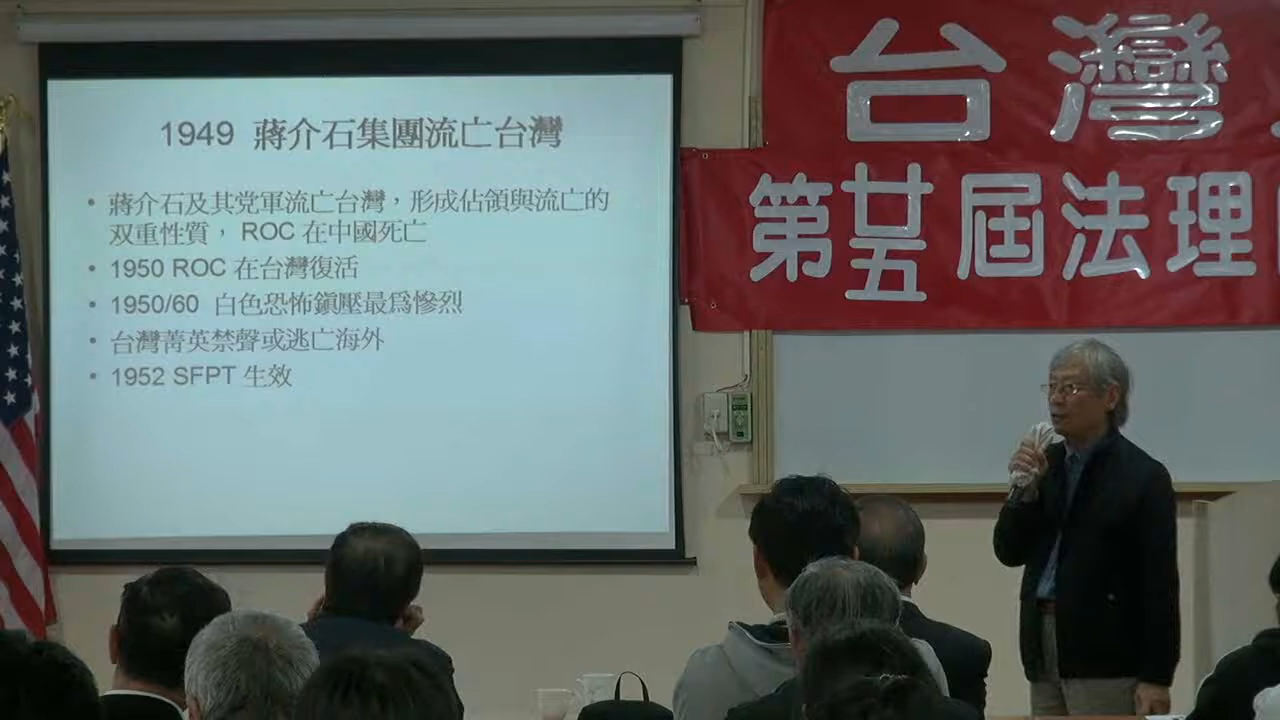 1949 蔣介石集團流亡台灣
• 蔣介石及其党軍流亡台灣，形成佔領與流亡的
双重性質， ROC 在中國死亡
• 1950 ROC 在台灣復活
• 1950/60 白色恐怖鎮壓最爲慘烈
• 台灣菁英禁聲或逃亡海外
• 1952 SFPT 生效
台灣
第廿五屆法理